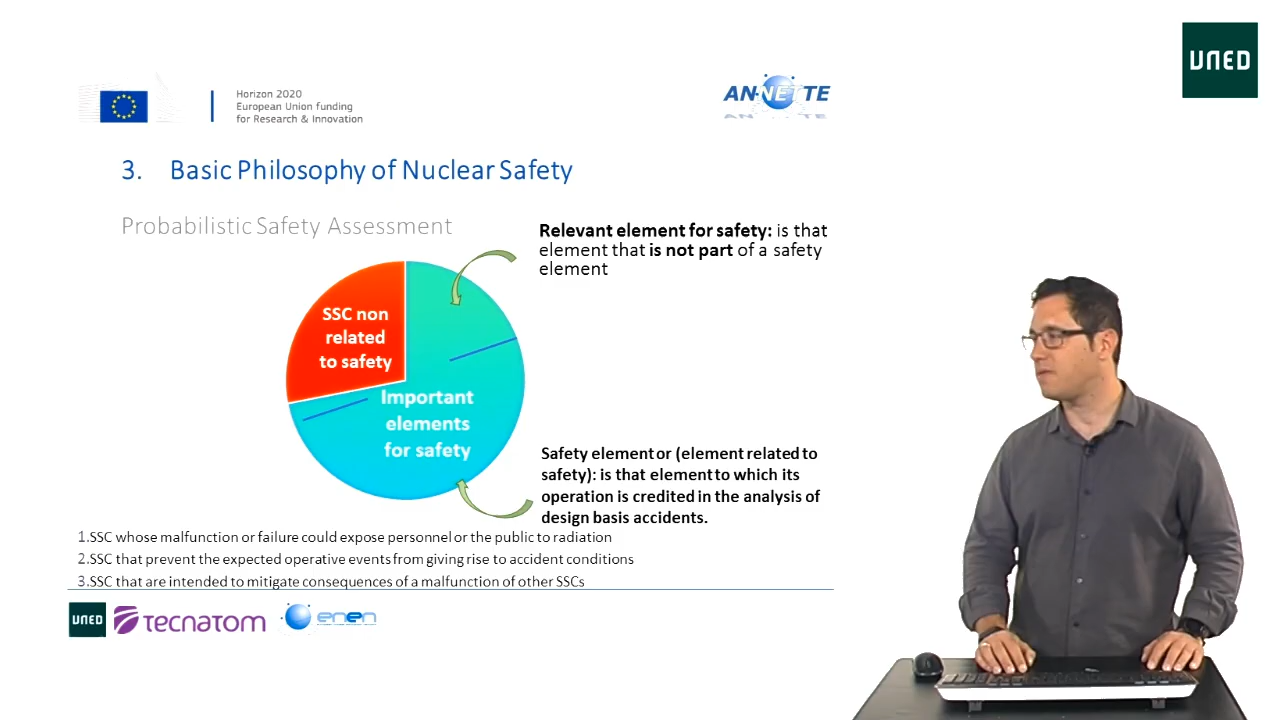 UNED
Horizon 2020
European Union funding
for Research & Innovation
AN-NETTE
3. Basic Philosophy of Nuclear Safety
Probabilistic Safety Assessment
Relevant element for safety: is that
element that is not part of a safety
element
SSC non
related
to safety
Important
elements
for safety
Safety element or (element related to
safety): is that element to which its
operation is credited in the analysis of
design basis accidents.
1.SSC whose malfunction or failure could expose personnel or the public to radiation
2.SSC that prevent the expected operative events from giving rise to accident conditions
3.SSC that are intended to mitigate consequences of a malfunction of other SSCs
UNED
tecnatom
enen